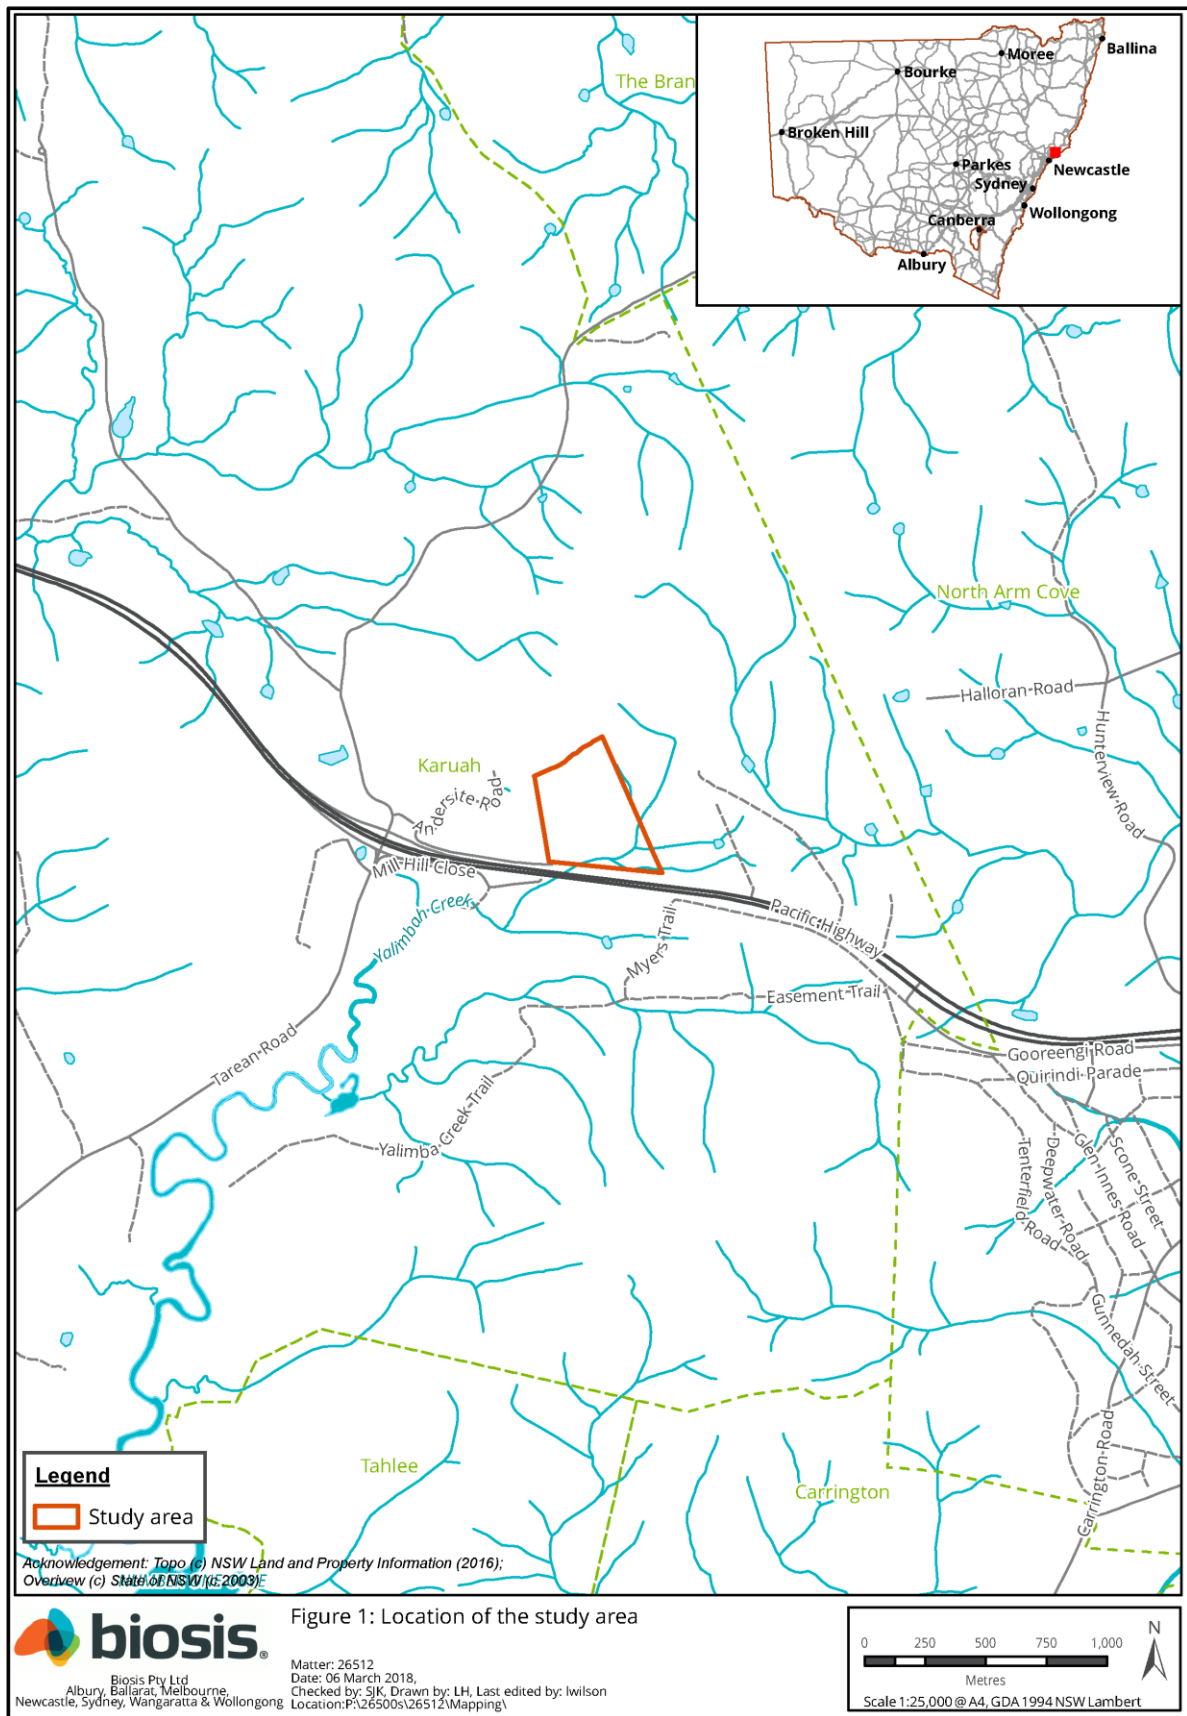 The Bran
Ballina
Moree
Bourke
Broken Hill
Parkes
Newcastle
Sydney
Wollongong
Canberra
Albury
North Arm Cove
Halloran Road
Hunterview Road
Karuah
Andersite Road
Mill Hill Close
Yalimbah Creek
Pacific Highway
Myers Trail
Easement Trail
Tarean Road
Gooreengi Road
Quirindi Parade
Yalimba Creek Trail
Tenterfield Road
Deepwater Road
Glen Innes Road
Scone Street
Gunnedah Street
Carrington Road
Tahlee
Carrington
Legend
Study area
Acknowledgement: Topo (c) NSW Land and Property Information (2016);
Overivew (c) State of NSW (c.2003)
biosis®
Biosis Pty Ltd
Albury, Ballarat, Melbourne,
Newcastle, Sydney, Wangaratta & Wollongong
Figure 1: Location of the study area
Matter: 26512
Date: 06 March 2018,
Checked by: SJK, Drawn by: LH, Last edited by: lwilson
Location:P:\26500s\26512\Mapping\
0 250 500 750 1,000
Metres
Scale 1:25,000 @ A4, GDA 1994 NSW Lambert
N